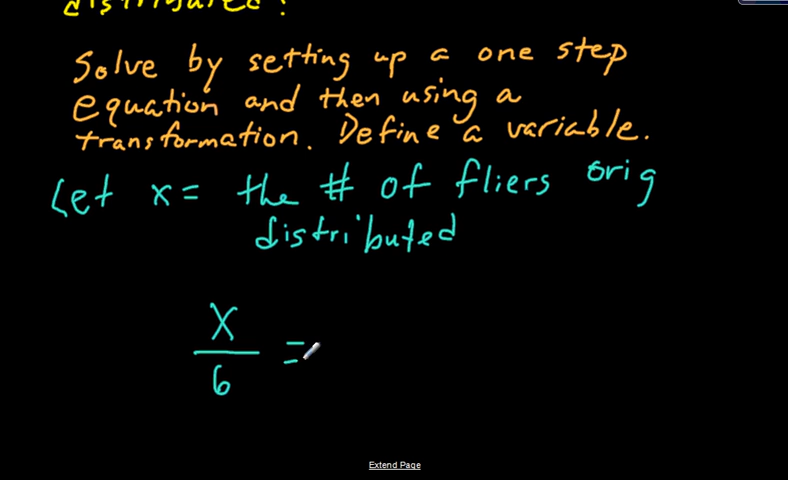 distributed?
Solve by setting up a one step
equation and then using a
transformation. Define a variable.
Let x = the # of fliers orig
distributed
x
6 =
Extend Page